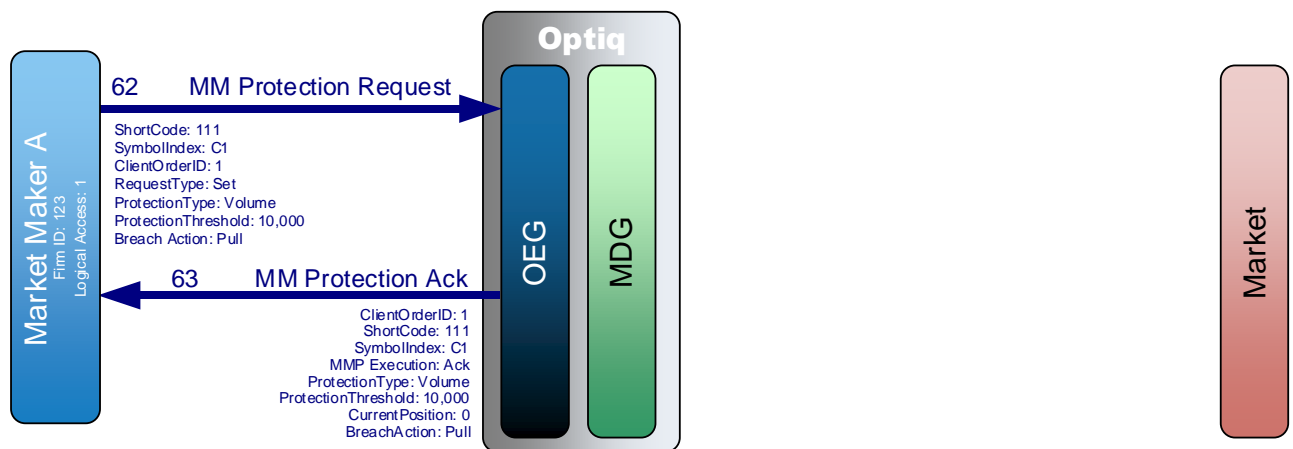 Optiq
Market Maker A
Firm ID: 123
Logical Access: 1
62 MM Protection Request
ShortCode: 111
SymbolIndex: C1
ClientOrderID: 1
RequestType: Set
ProtectionType: Volume
ProtectionThreshold: 10,000
Breach Action: Pull
63 MM Protection Ack
ClientOrderID: 1
ShortCode: 111
SymbolIndex: C1
MMP Execution: Ack
ProtectionType: Volume
ProtectionThreshold: 10,000
CurrentPosition: 0
BreachAction: Pull
OEG
MDG
Market